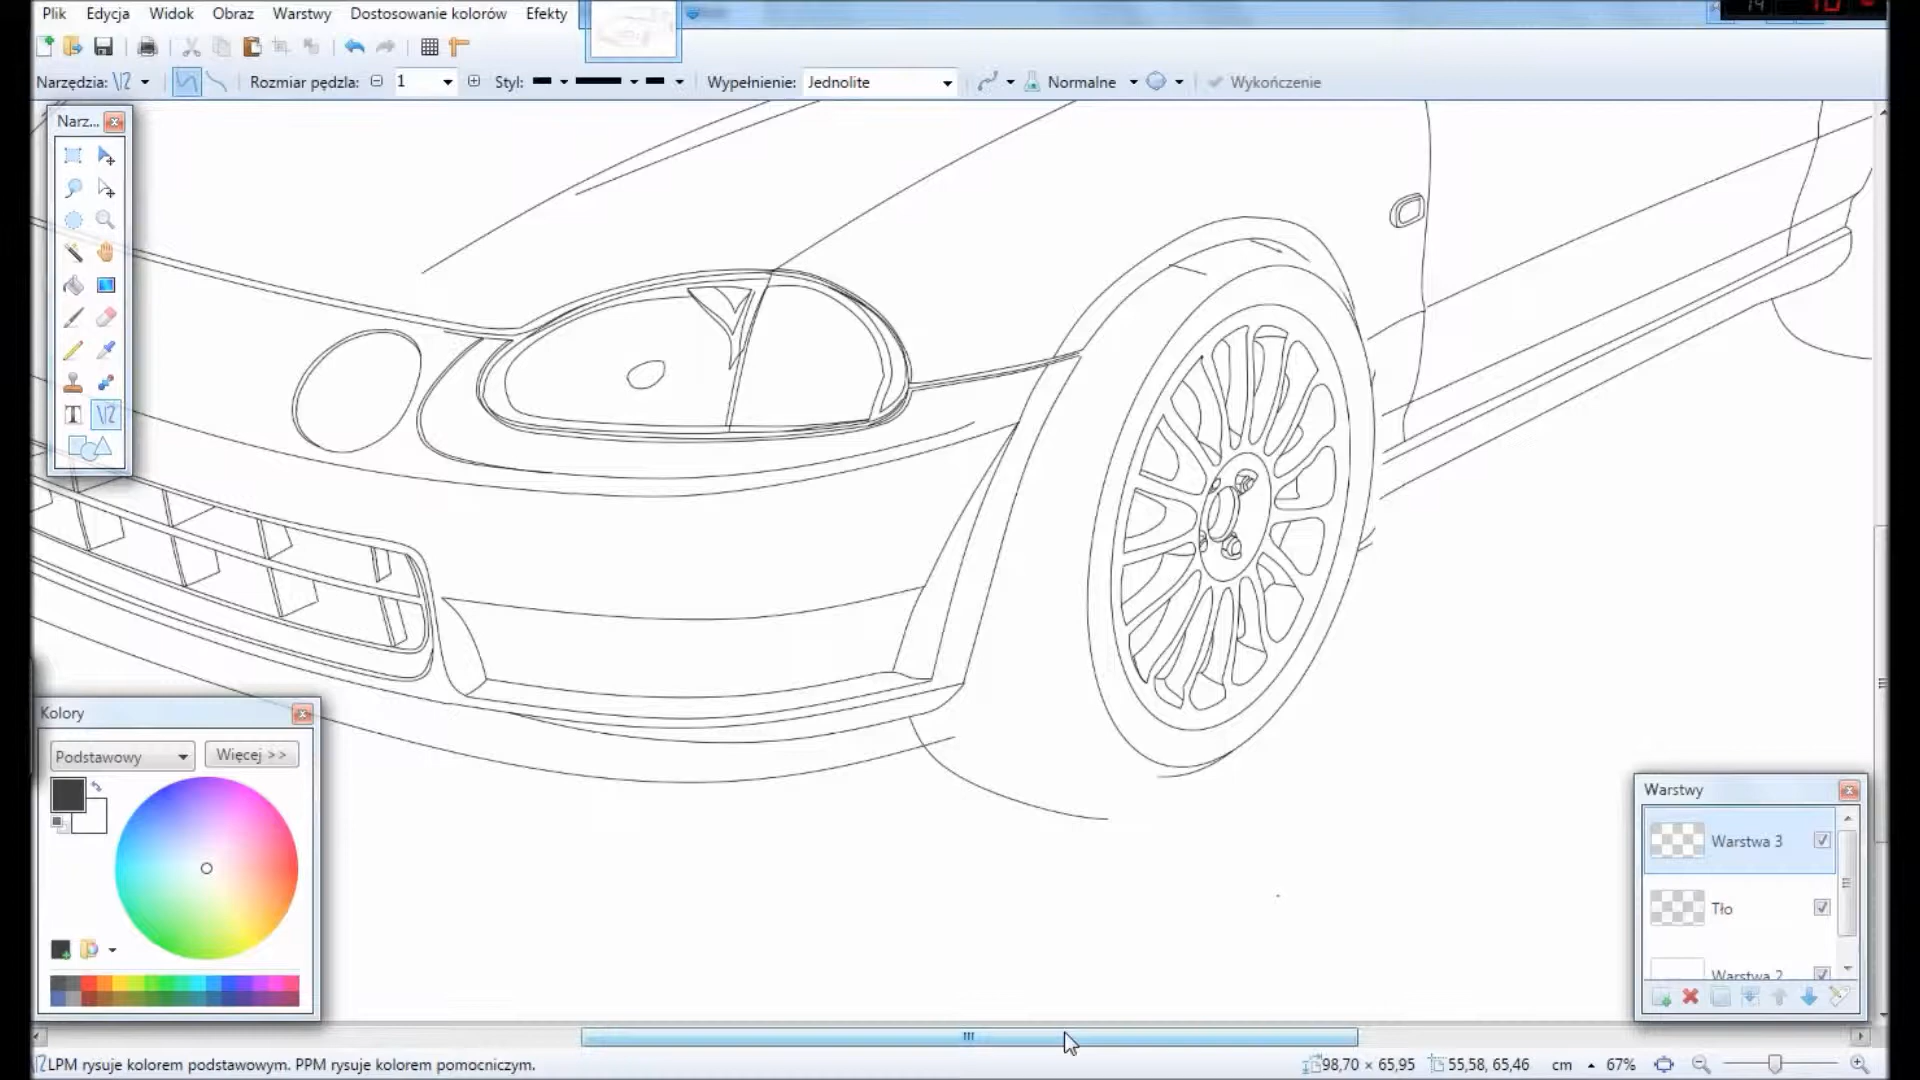 Plik Edycja Widok Obraz Warstwy Dostosowanie kolorów Efekty
Narzędzia: Rozmiar pędzla: 1 Styl: Wypełnienie: Jednolite Normalne Wykończenie
Narz...
Kolory
Podstawowy Więcej >>
Warstwy
Warstwa 3
Tło
Warstwa 2
LPM rysuje kolorem podstawowym. PPM rysuje kolorem pomocniczym. 98,70 × 65,95 55,58, 65,46 cm 67%